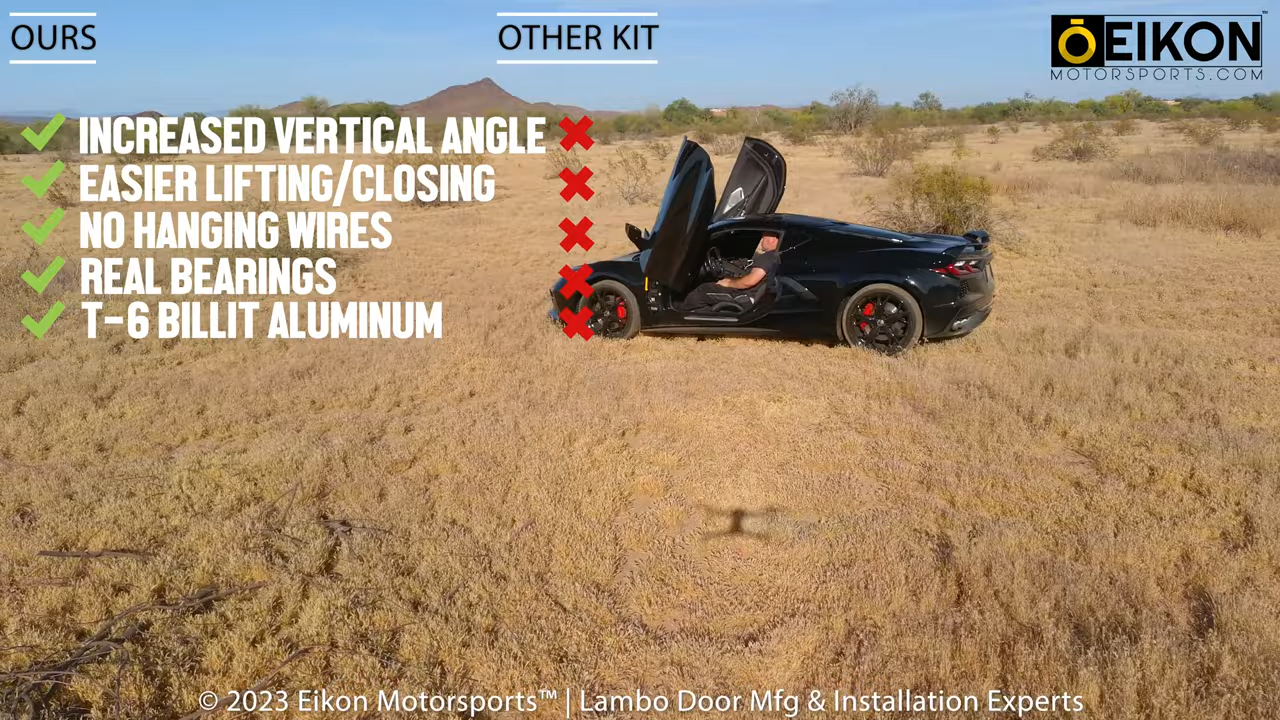 OURS
OTHER KIT
EIKON™
MOTORSPORTS.COM
INCREASED VERTICAL ANGLE
EASIER LIFTING/CLOSING
NO HANGING WIRES
REAL BEARINGS
T-6 BILLIT ALUMINUM
© 2023 Eikon Motorsports™ | Lambo Door Mfg & Installation Experts